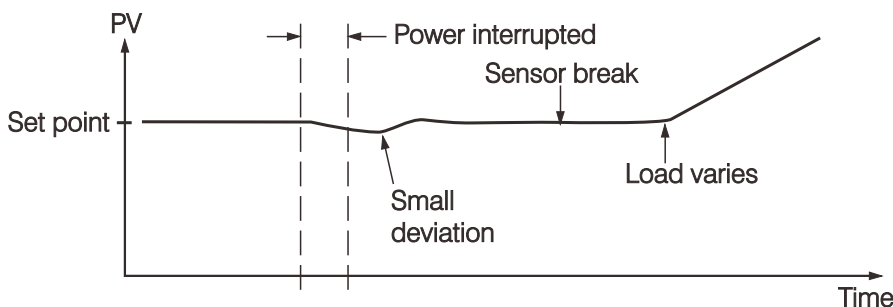 PV
Power interrupted
Sensor break
Set point
Load varies
Small
deviation
Time